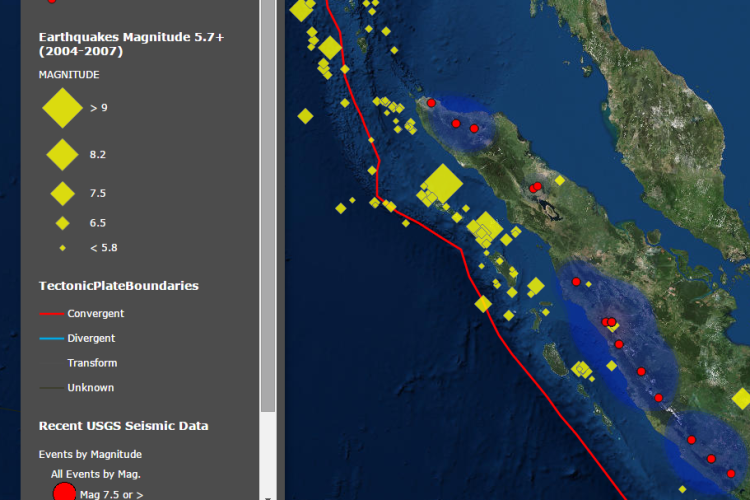 Earthquakes Magnitude 5.7+
(2004-2007)
MAGNITUDE
> 9
8.2
7.5
6.5
< 5.8
TectonicPlateBoundaries
Convergent
Divergent
Transform
Unknown
Recent USGS Seismic Data
Events by Magnitude
All Events by Mag.
Mag 7.5 or >